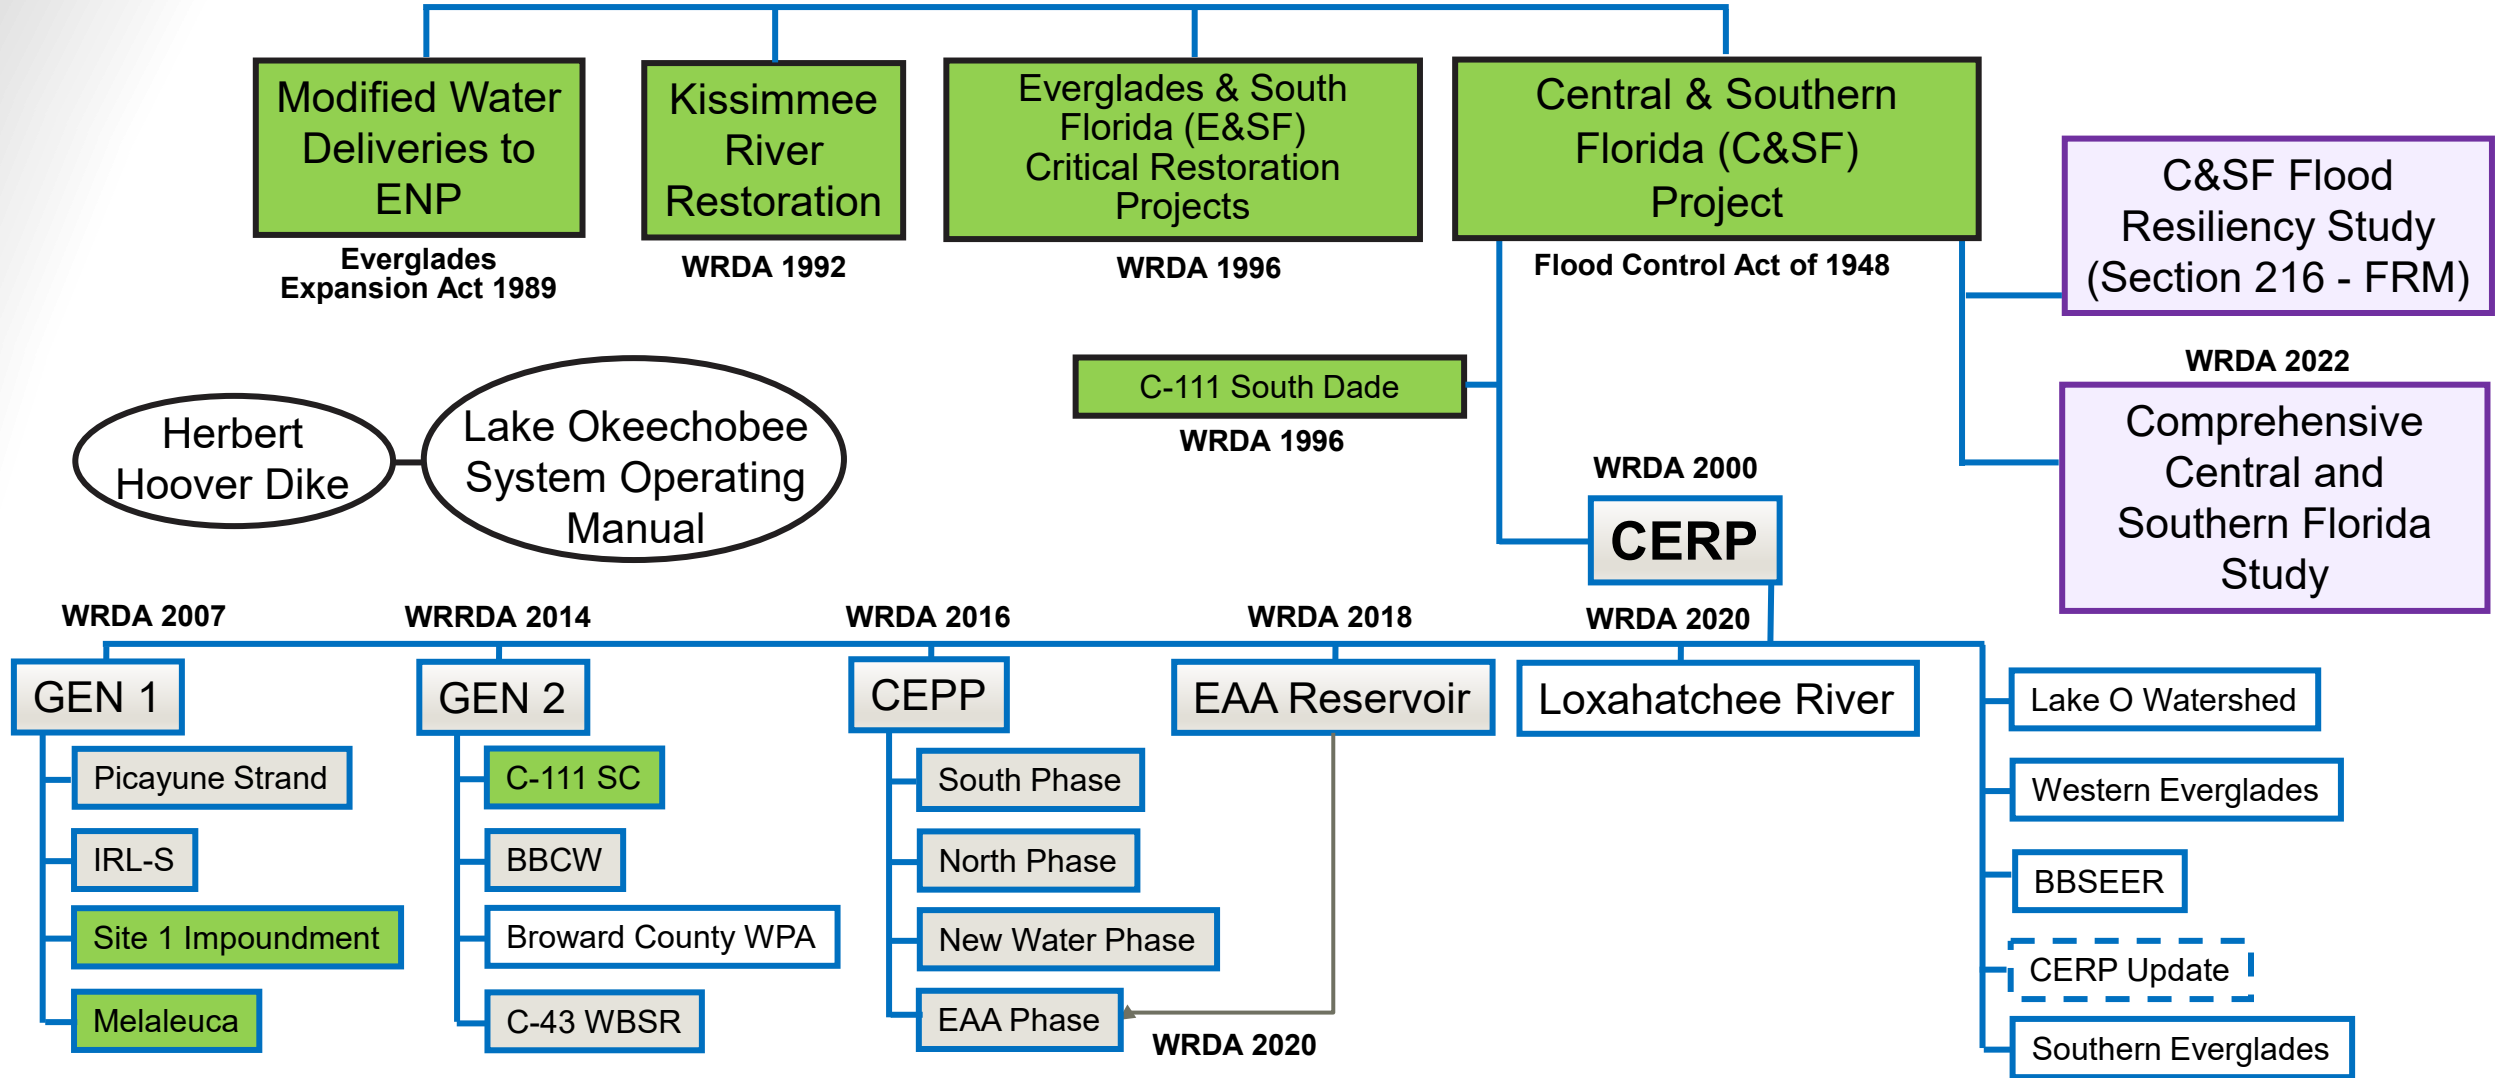 Modified Water
Deliveries to
ENP
Everglades
Expansion Act 1989
Kissimmee
River
Restoration
WRDA 1992
Everglades & South
Florida (E&SF)
Critical Restoration
Projects
WRDA 1996
Central & Southern
Florida (C&SF)
Project
Flood Control Act of 1948
C&SF Flood
Resiliency Study
(Section 216 - FRM)
WRDA 2022
Comprehensive
Central and
Southern Florida
Study
Herbert
Hoover Dike
Lake Okeechobee
System Operating
Manual
C-111 South Dade
WRDA 1996
WRDA 2000
CERP
WRDA 2007
GEN 1
Picayune Strand
IRL-S
Site 1 Impoundment
Melaleuca
WRRDA 2014
GEN 2
C-111 SC
BBCW
Broward County WPA
C-43 WBSR
WRDA 2016
CEPP
South Phase
North Phase
New Water Phase
EAA Phase
WRDA 2018
EAA Reservoir
WRDA 2020
WRDA 2020
Loxahatchee River
Lake O Watershed
Western Everglades
BBSEER
CERP Update
Southern Everglades